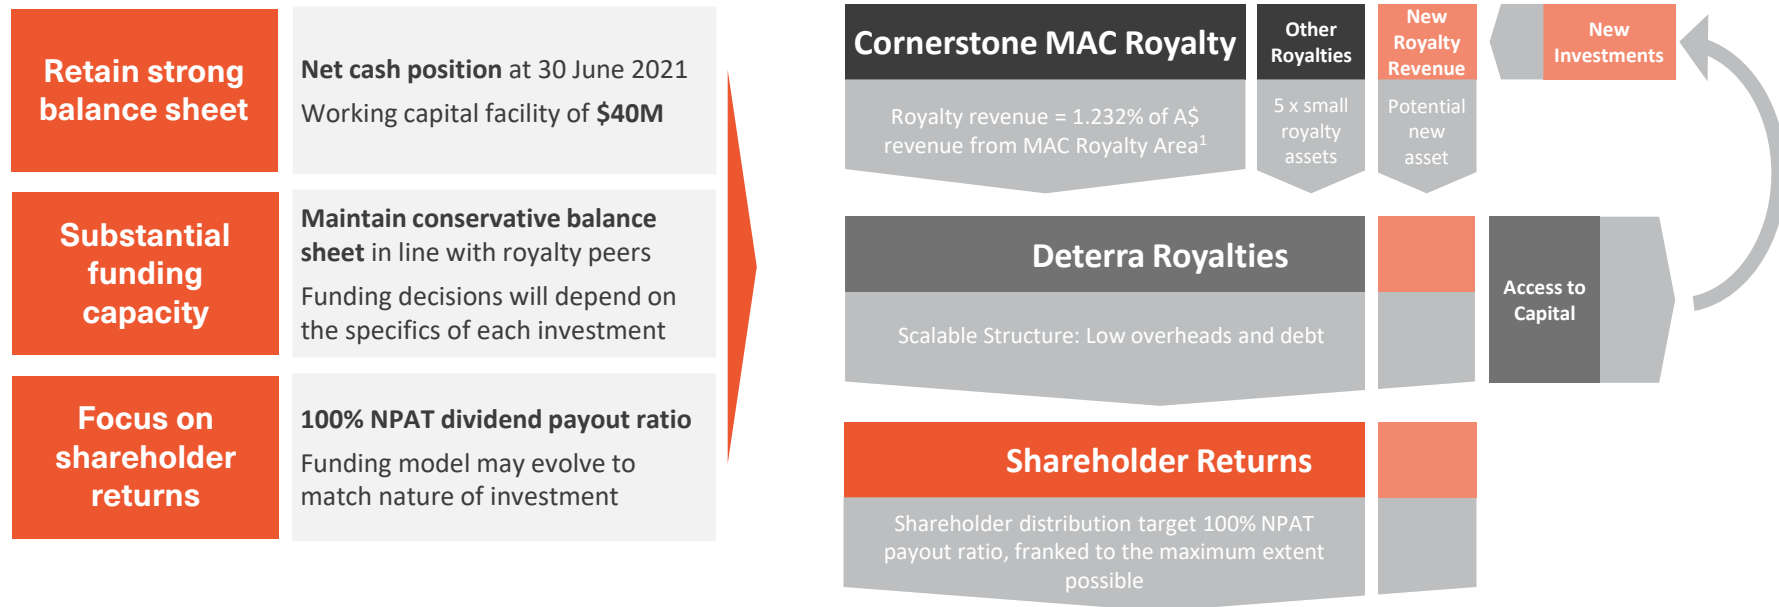 Retain strong
balance sheet
Net cash position at 30 June 2021
Working capital facility of $40M
Substantial
funding
capacity
Maintain conservative balance
sheet in line with royalty peers
Funding decisions will depend on
the specifics of each investment
Focus on
shareholder
returns
100% NPAT dividend payout ratio
Funding model may evolve to
match nature of investment
Cornerstone MAC Royalty
Royalty revenue = 1.232% of A$
revenue from MAC Royalty Area1
Other
Royalties
5 x small
royalty
assets
New
Royalty
Revenue
Potential
new
asset
New
Investments
Deterra Royalties
Scalable Structure: Low overheads and debt
Access to
Capital
Shareholder Returns
Shareholder distribution target 100% NPAT
payout ratio, franked to the maximum extent
possible